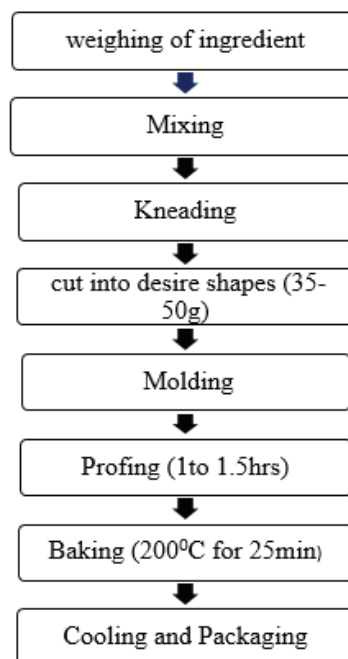 weighing of ingredient
Mixing
Kneading
cut into desire shapes (35-
50g)
Molding
Profing (1to 1.5hrs)
Baking (200⁰C for 25min)
Cooling and Packaging